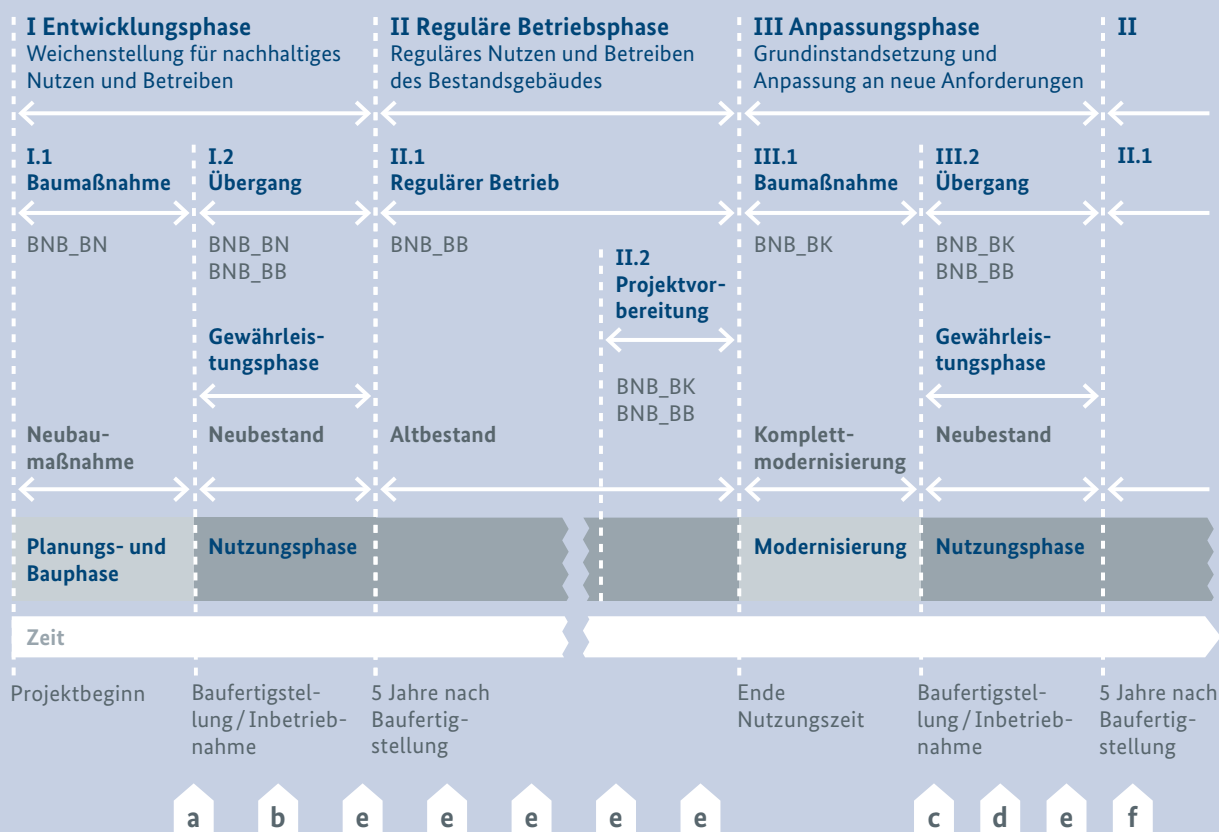 I Entwicklungsphase
Weichenstellung für nachhaltiges
Nutzen und Betreiben
II Reguläre Betriebsphase
Reguläres Nutzen und Betreiben
des Bestandsgebäudes
III Anpassungsphase
Grundinstandsetzung und
Anpassung an neue Anforderungen
II
I.1
Baumaßnahme
I.2
Übergang
II.1
Regulärer Betrieb
III.1
Baumaßnahme
III.2
Übergang
II.1
BNB_BN
BNB_BN
BNB_BB
BNB_BB
II.2
Projektvor-
bereitung
BNB_BK
BNB_BB
BNB_BK
BNB_BK
BNB_BB
Gewährleis-
tungsphase
Gewährleis-
tungsphase
Neubau-
maßnahme
Neubestand
Altbestand
Komplett-
modernisierung
Neubestand
Planungs- und
Bauphase
Nutzungsphase
Modernisierung
Nutzungsphase
Zeit
Projektbeginn
Baufertigstel-
lung / Inbetrieb-
nahme
5 Jahre nach
Baufertig-
stellung
Ende
Nutzungszeit
Baufertigstel-
lung / Inbetrieb-
nahme
5 Jahre nach
Baufertig-
stellung
a b e e e e e c d e f